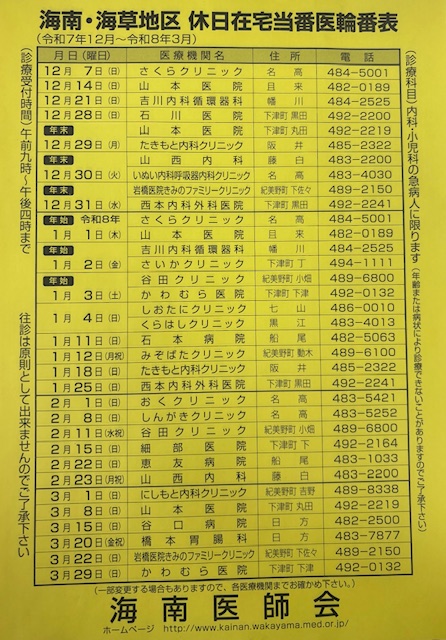 海南・海草地区 休日在宅当番医輪番表
(令和7年12月〜令和8年3月)
(診療受付時間)午前九時〜午後四時まで
往診は原則として出来ませんのでご了承下さい
月日(曜日) 医療機関名 住所 電話番号
12月7日(日) さくらクリニック 名高 484-5001
12月14日(日) 山本医院 且来 482-0189
12月21日(日) 吉川内科循環器科 幡川 484-2525
12月28日(日) 石川医院 下津町黒田 492-2200
年末 山本医院 下津町丸田 492-2219
12月29日(月) たきもと内科クリニック 阪井 485-2322
年末 山西内科 藤白 483-2200
12月30日(火) いぬい内科呼吸器内科クリニック 名高 483-4030
年末 岩橋医院きみのファミリークリニック 紀美野町下佐々 489-2150
12月31日(水) 西本内科外科医院 下津町黒田 492-2241
年始 令和8年 さくらクリニック 名高 484-5001
1月1日(木) 山本医院 且来 482-0189
年始 吉川内科循環器科 幡川 484-2525
1月2日(金) さいかクリニック 下津町丁 494-1111
年始 谷田クリニック 紀美野町小畑 489-6800
1月3日(土) かわむら医院 下津町下津 492-0132
1月4日(日) しおたにクリニック 七山 486-0010
くらはしクリニック 黒江 483-4013
1月11日(日) 石本病院 船尾 482-5063
1月12日(月祝) みぞばたクリニック 紀美野町動木 489-6100
1月18日(日) たきもと内科クリニック 阪井 485-2322
1月25日(日) 西本内科外科医院 下津町黒田 492-2241
2月1日(日) おくクリニック 名高 483-5421
2月8日(日) しんがきクリニック 名高 483-5252
2月11日(水祝) 谷田クリニック 紀美野町小畑 489-6800
2月15日(日) 細部医院 下津町下 492-2164
2月22日(日) 恵友病院 船尾 483-1033
2月23日(月祝) 山西内科 藤白 483-2200
3月1日(日) にしもと内科クリニック 紀美野町吉野 489-8338
3月8日(日) 山本医院 下津町丸田 492-2219
3月15日(日) 谷口病院 日方 482-2500
3月20日(金祝) 橋本胃腸科 日方 483-7877
3月22日(日) 岩橋医院きみのファミリークリニック 紀美野町下佐々 489-2150
3月29日(日) かわむら医院 下津町下津 492-0132
(診療科目)内科・小児科の急病人に限ります
(年齢または病状により診療できないことがありますのでご了承下さい)
(一部変更する場合もありますので、各医療機関までお確かめ下さい。)
海南医師会
ホームページ http://www.kainan.wakayama.med.or.jp/